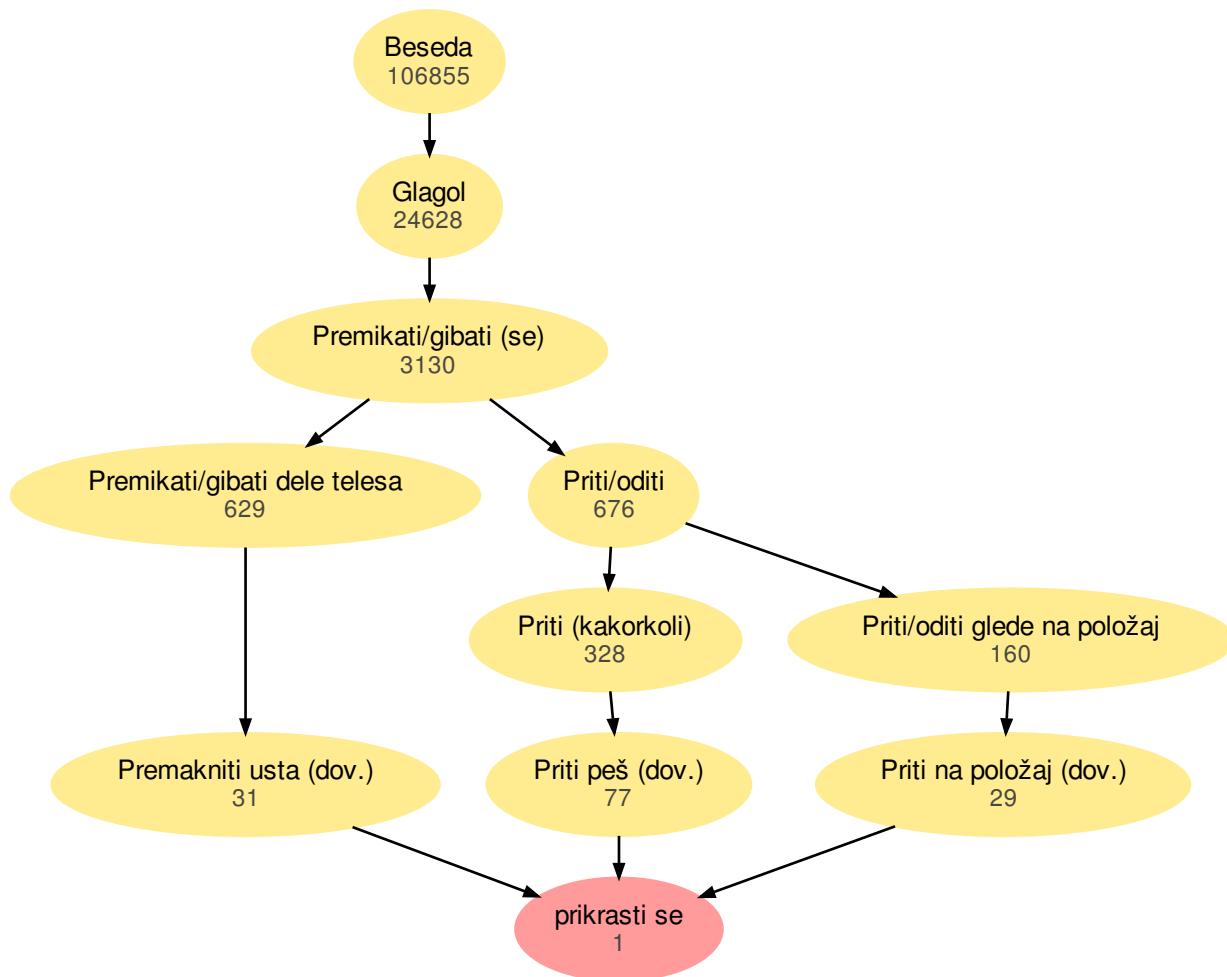 Beseda
106855
Glagol
24628
Premikati/gibati (se)
3130
Premikati/gibati dele telesa
629
Priti/oditi
676
Priti (kakorkoli)
328
Priti/oditi glede na položaj
160
Premakniti usta (dov.)
31
Priti peš (dov.)
77
Priti na položaj (dov.)
29
prikrasti se
1